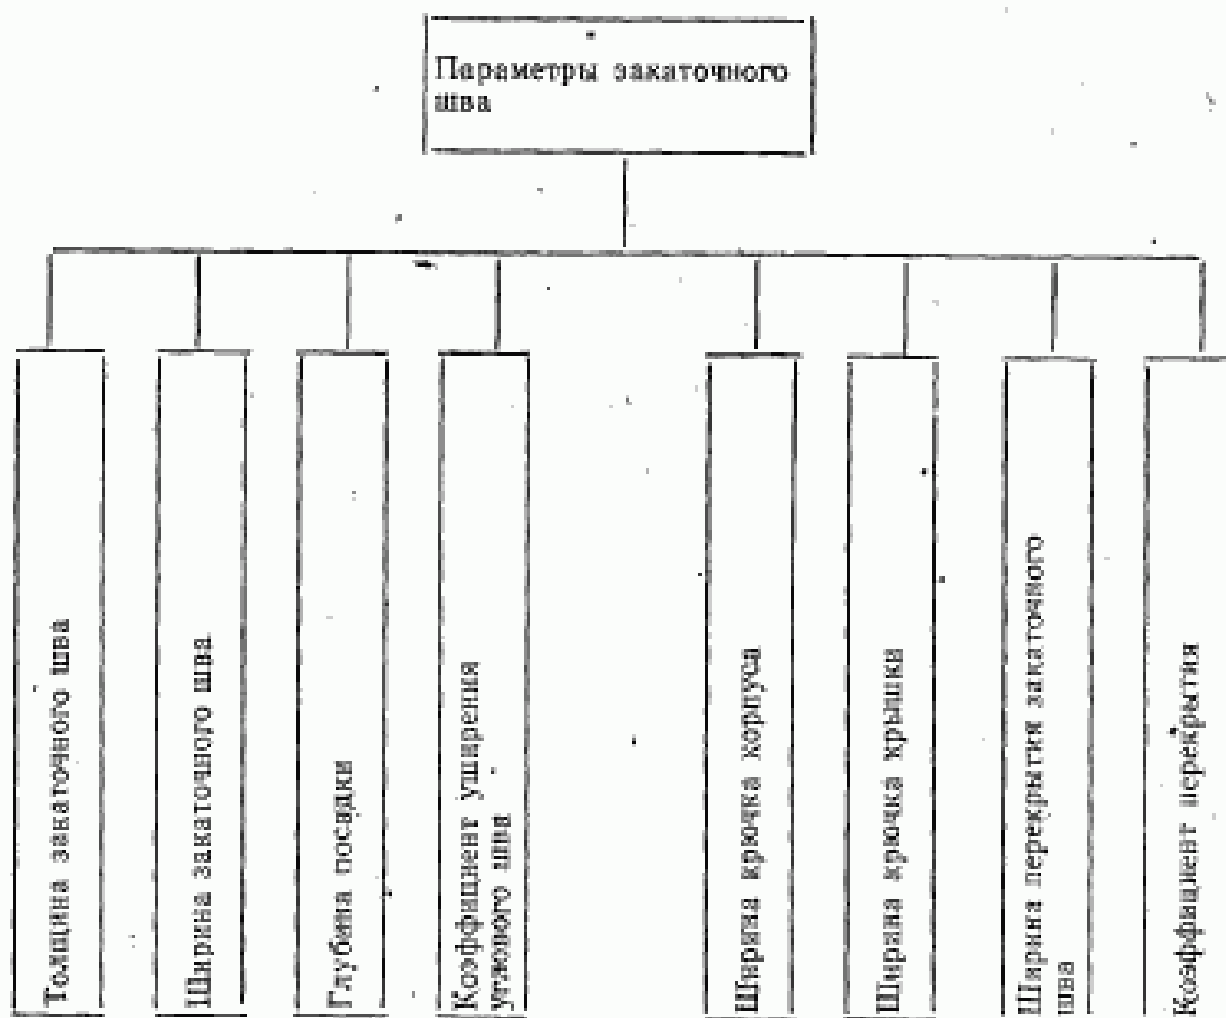 Параметры закаточного
шва
Толщина закаточного шва
Ширина закаточного шва
Глубина посадки
Коэффициент уширения
углового шва
Ширина крючка корпуса
Ширина крючка крышки
Ширина перекрытия закаточного
шва
Коэффициент перекрытия